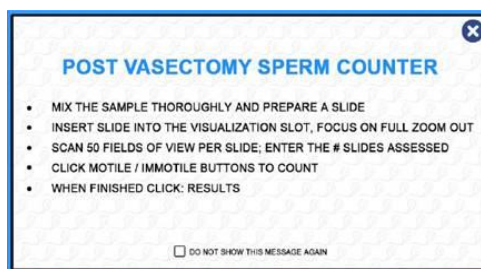 POST VASECTOMY SPERM COUNTER
• MIX THE SAMPLE THOROUGHLY AND PREPARE A SLIDE
• INSERT SLIDE INTO THE VISUALIZATION SLOT, FOCUS ON FULL ZOOM OUT
• SCAN 50 FIELDS OF VIEW PER SLIDE; ENTER THE # SLIDES ASSESSED
• CLICK MOTILE / IMMOTILE BUTTONS TO COUNT
• WHEN FINISHED CLICK: RESULTS
DO NOT SHOW THIS MESSAGE AGAIN